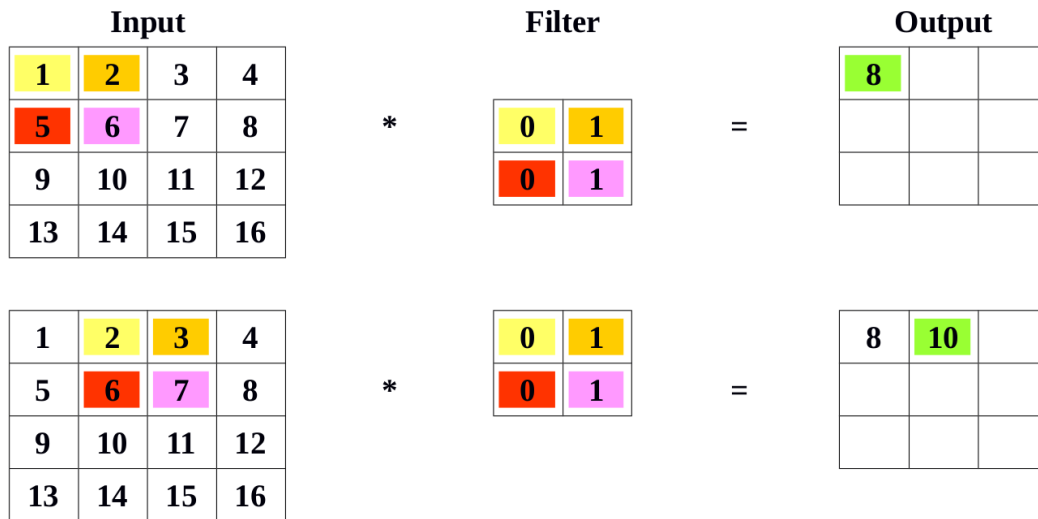 Input Filter Output
1 2 3 4 8
5 6 7 8 * 0 1 =
9 10 11 12 0 1
13 14 15 16
1 2 3 4 0 1 8 10
5 6 7 8 * 0 1 =
9 10 11 12
13 14 15 16